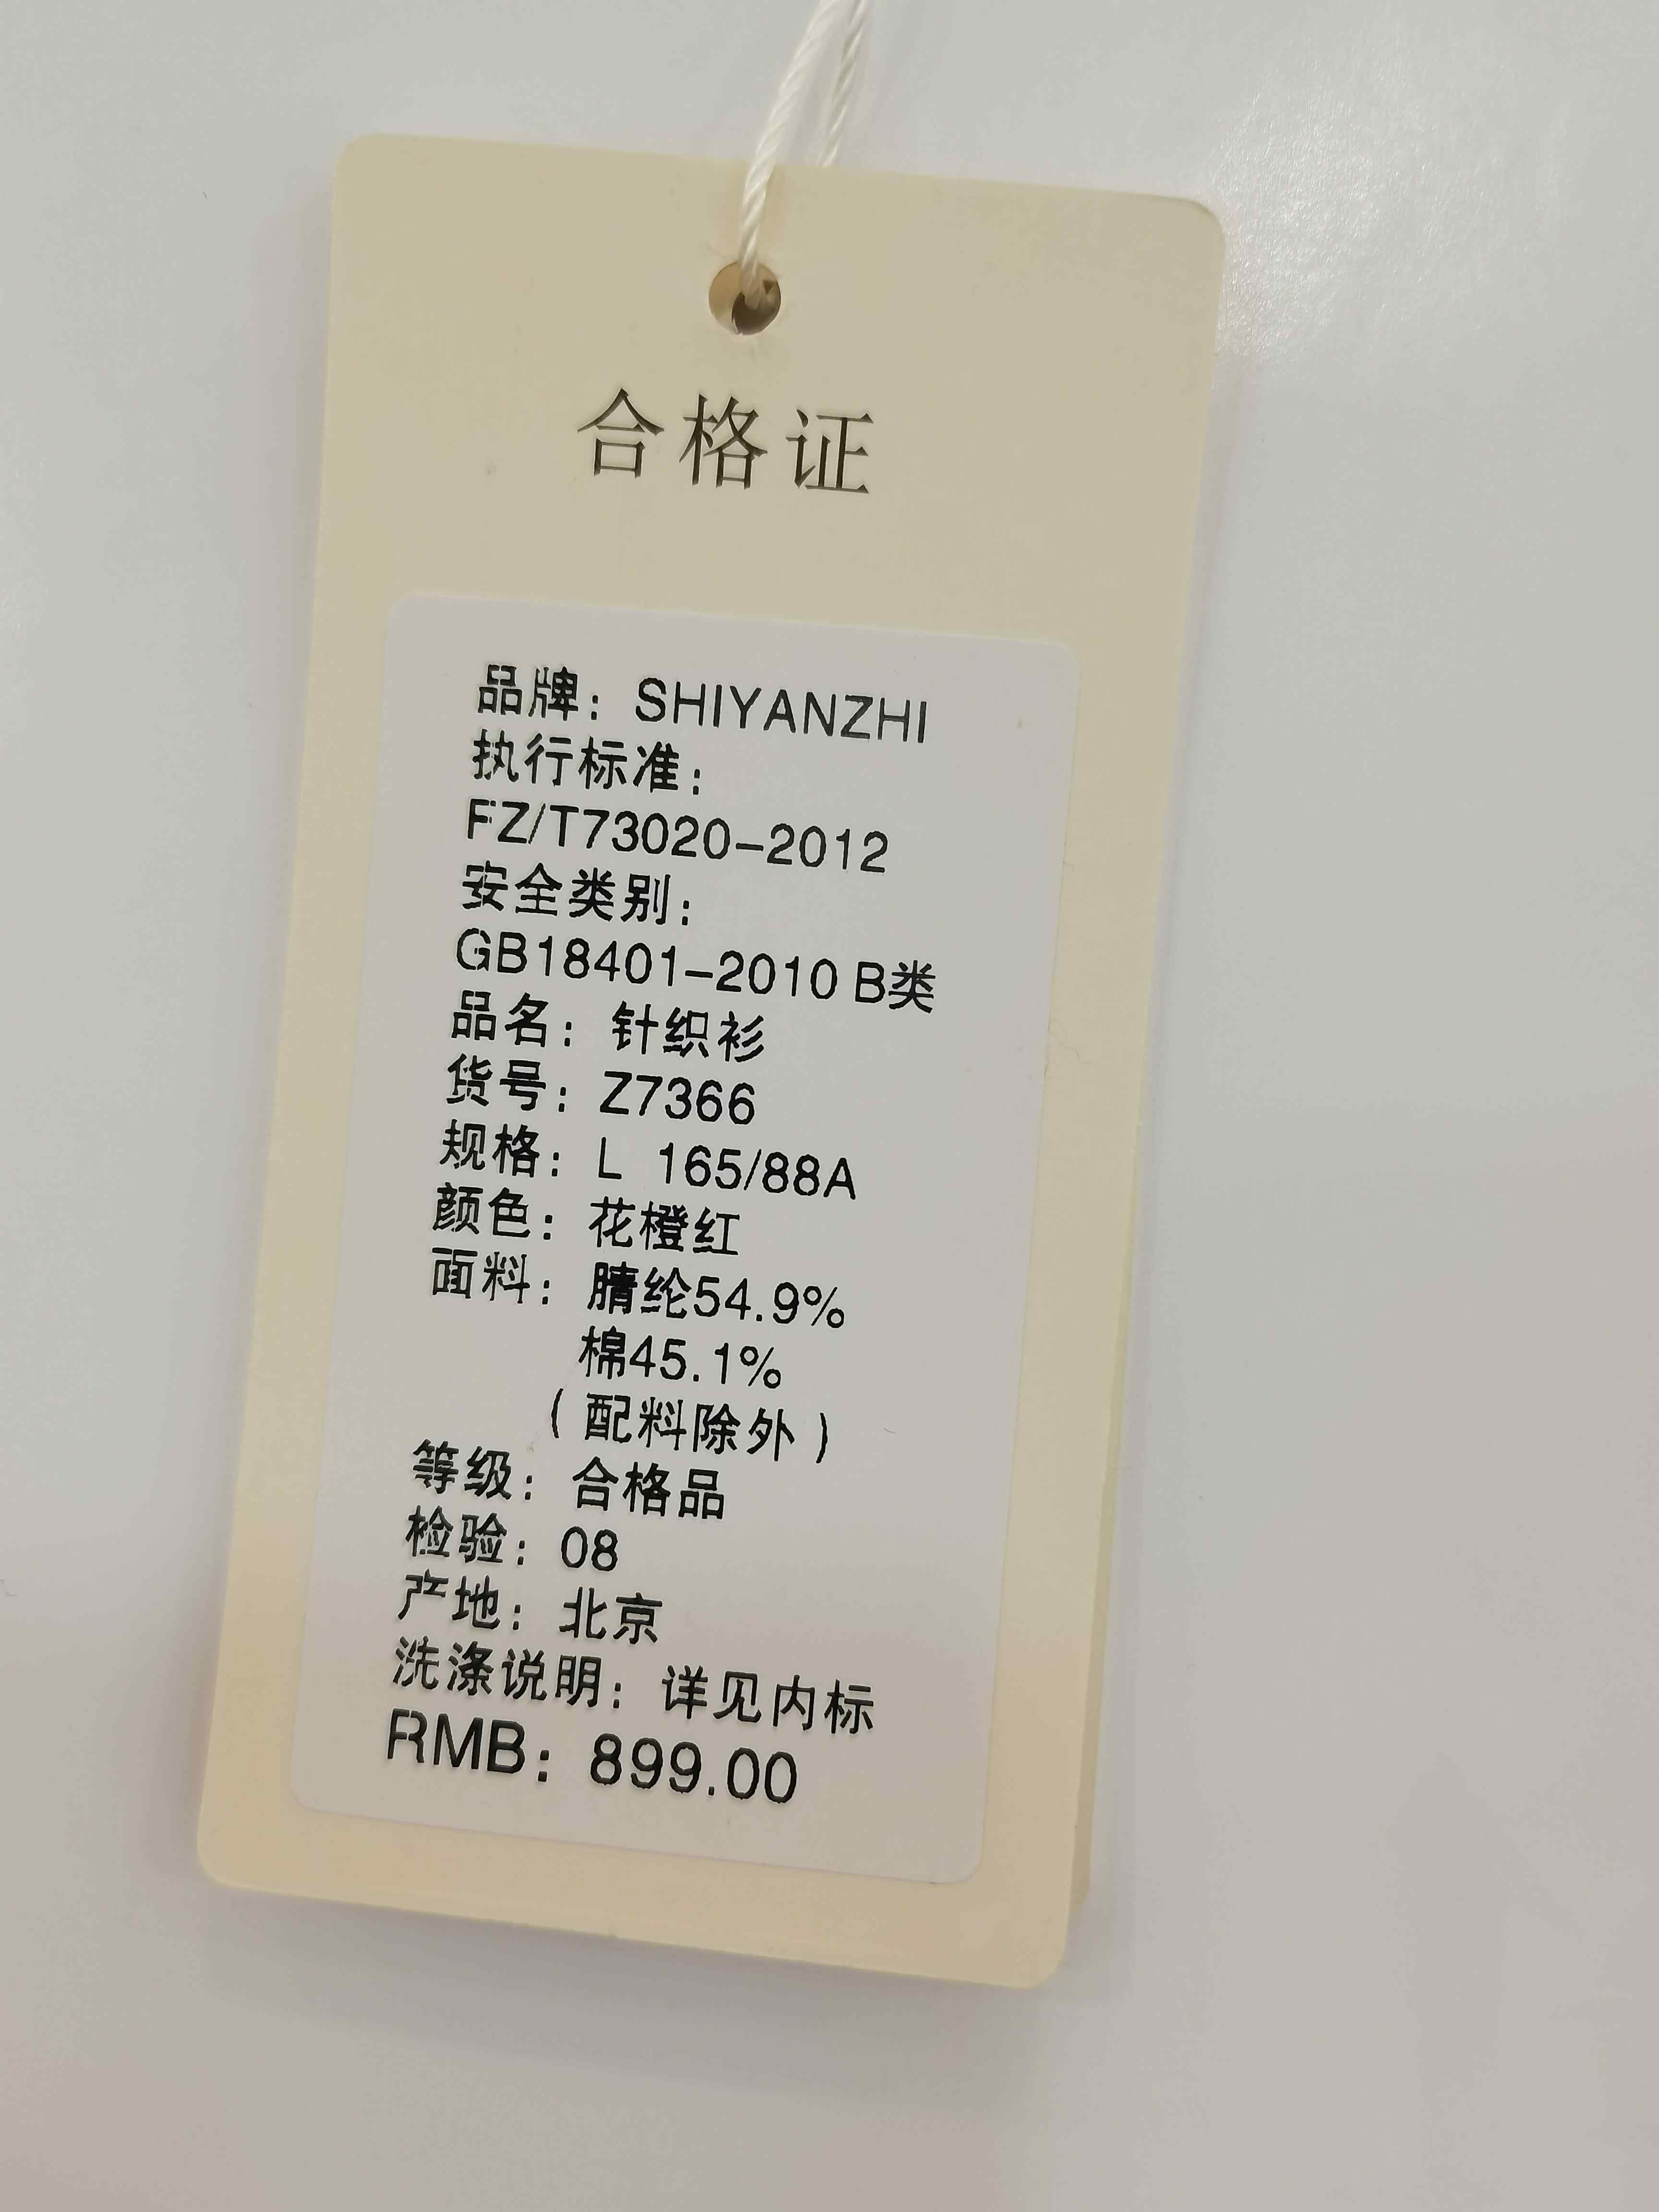 合格证
品牌：SHIYANZHI
执行标准：
FZ/T73020-2012
安全类别：
GB18401-2010 B类
品名：针织衫
货号：Z7366
规格：L 165/88A
颜色：花橙红
面料：腈纶54.9%
棉45.1%
（配料除外）
等级：合格品
检验：08
产地：北京
洗涤说明：详见内标
RMB：899.00